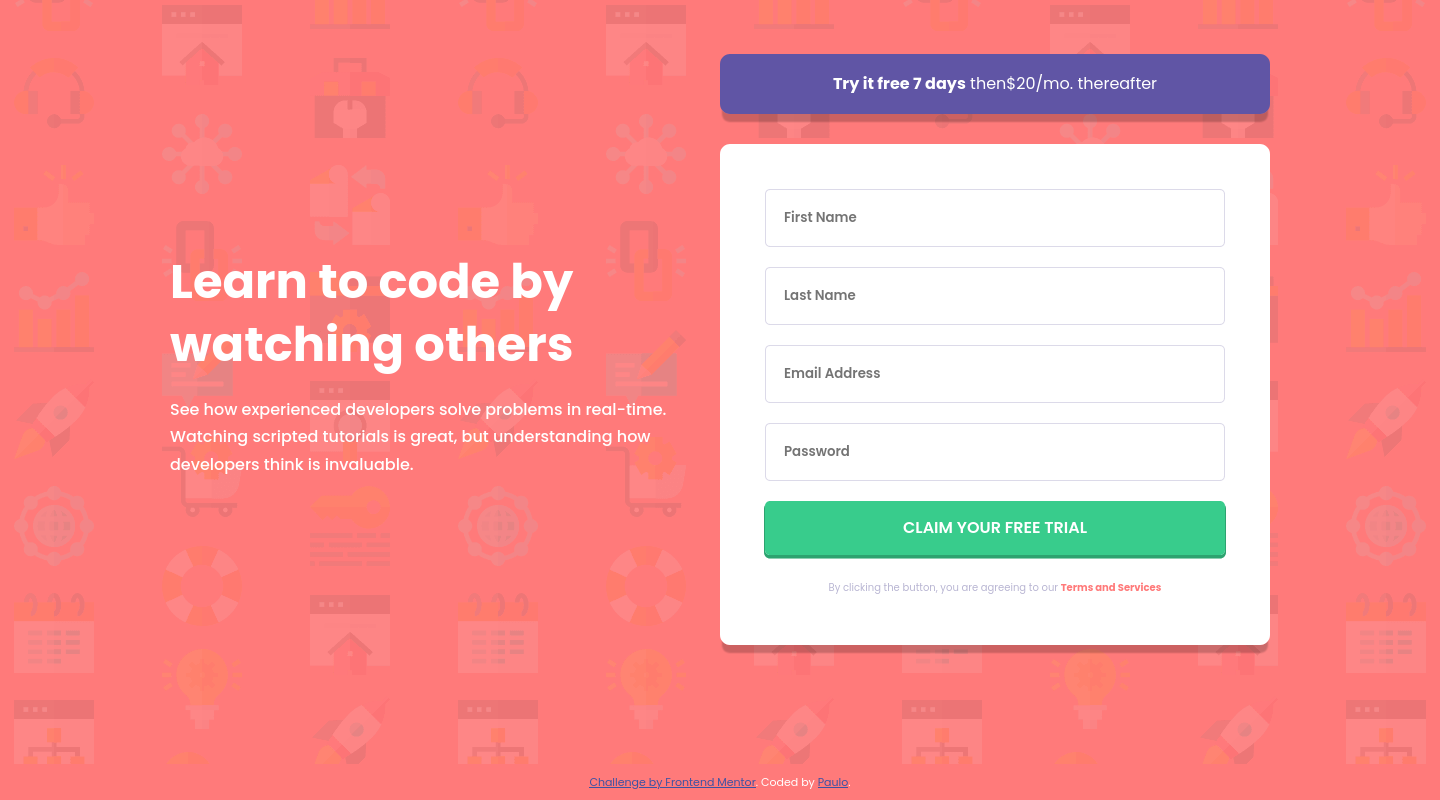 Learn to code by
watching others
See how experienced developers solve problems in real-time.
Watching scripted tutorials is great, but understanding how
developers think is invaluable.
Try it free 7 days then$20/mo. thereafter
First Name
Last Name
Email Address
Password
CLAIM YOUR FREE TRIAL
By clicking the button, you are agreeing to our Terms and Services
Challenge by Frontend Mentor. Coded by Paulo.